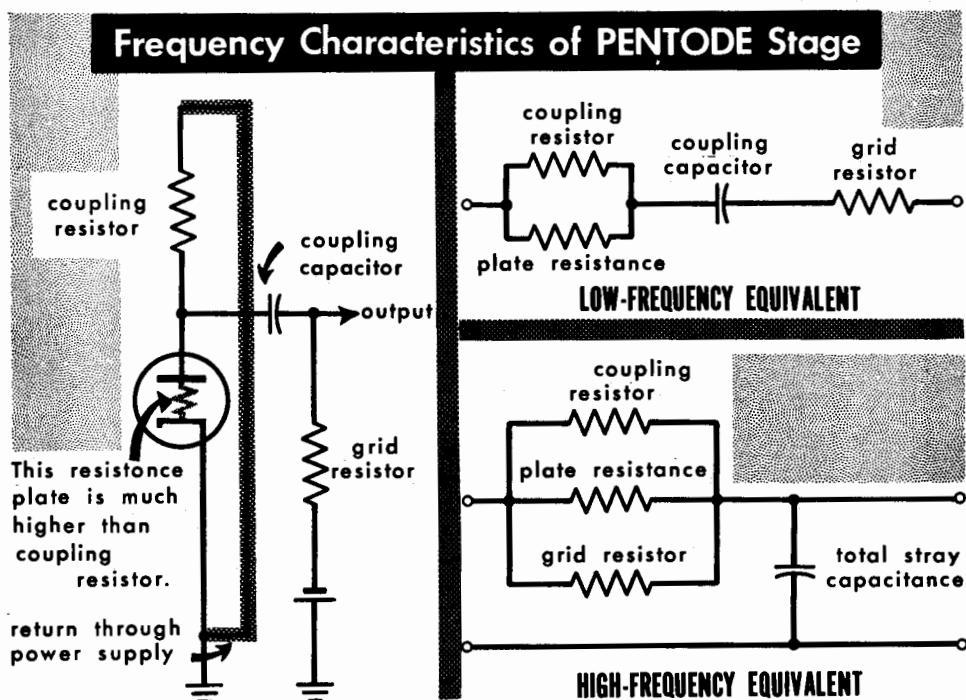 Frequency Characteristics of PENTODE Stage
coupling
resistor
coupling
capacitor
output
grid
resistor
This resistonce
plate is much
higher than
coupling
resistor.
return through
power supply
coupling
resistor
coupling
capacitor
grid
resistor
plate resistance
LOW-FREQUENCY EQUIVALENT
coupling
resistor
plate resistance
grid resistor
total stray
capacitance
HIGH-FREQUENCY EQUIVALENT